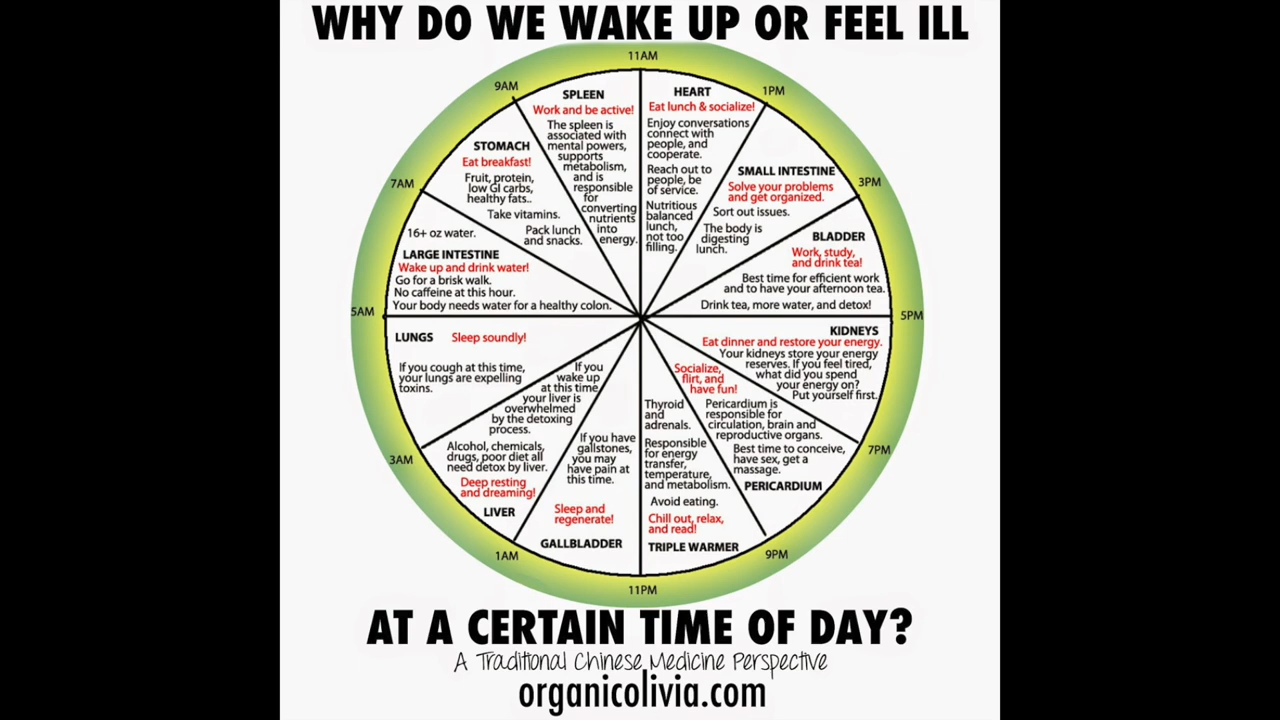 WHY DO WE WAKE UP OR FEEL ILL
11AM
HEART
Eat lunch & socialize!
Enjoy conversations
connect with
people, and
cooperate.
Reach out to
people, be
of service.
Nutritious
balanced
lunch,
not too
filling.
1PM
SMALL INTESTINE
Solve your problems
and get organized.
Sort out issues.
The body is
digesting
lunch.
3PM
BLADDER
Work, study,
and drink tea!
Best time for efficient work
and to have your afternoon tea.
Drink tea, more water, and detox!
5PM
KIDNEYS
Eat dinner and restore your energy.
Your kidneys store your energy
reserves. If you feel tired,
what did you spend
your energy on?
Put yourself first.
7PM
Socialize,
flirt, and
have fun!
Pericardium is
responsible for
circulation, brain and
reproductive organs.
Best time to conceive,
have sex, get a
massage.
PERICARDIUM
9PM
Thyroid
and
adrenals.
Responsible
for energy
transfer,
temperature,
and metabolism.
Avoid eating.
Chill out, relax,
and read!
TRIPLE WARMER
11PM
If you have
gallstones,
you may
have pain at
this time.
Sleep and
regenerate!
GALLBLADDER
1AM
If you
wake up
at this time,
your liver is
overwhelmed
by the detoxing
process.
Alcohol, chemicals,
drugs, poor diet all
need detox by liver.
Deep resting
and dreaming!
LIVER
3AM
LUNGS
Sleep soundly!
If you cough at this time,
your lungs are expelling
toxins.
5AM
16+ oz water.
LARGE INTESTINE
Wake up and drink water!
Go for a brisk walk.
No caffeine at this hour.
Your body needs water for a healthy colon.
7AM
STOMACH
Eat breakfast!
Fruit, protein,
low GI carbs,
healthy fats..
Take vitamins.
Pack lunch
and snacks.
9AM
SPLEEN
Work and be active!
The spleen is
associated with
mental powers,
supports
metabolism,
and is
responsible
for
converting
nutrients
into
energy.
AT A CERTAIN TIME OF DAY?
A Traditional Chinese Medicine Perspective
organicolivia.com